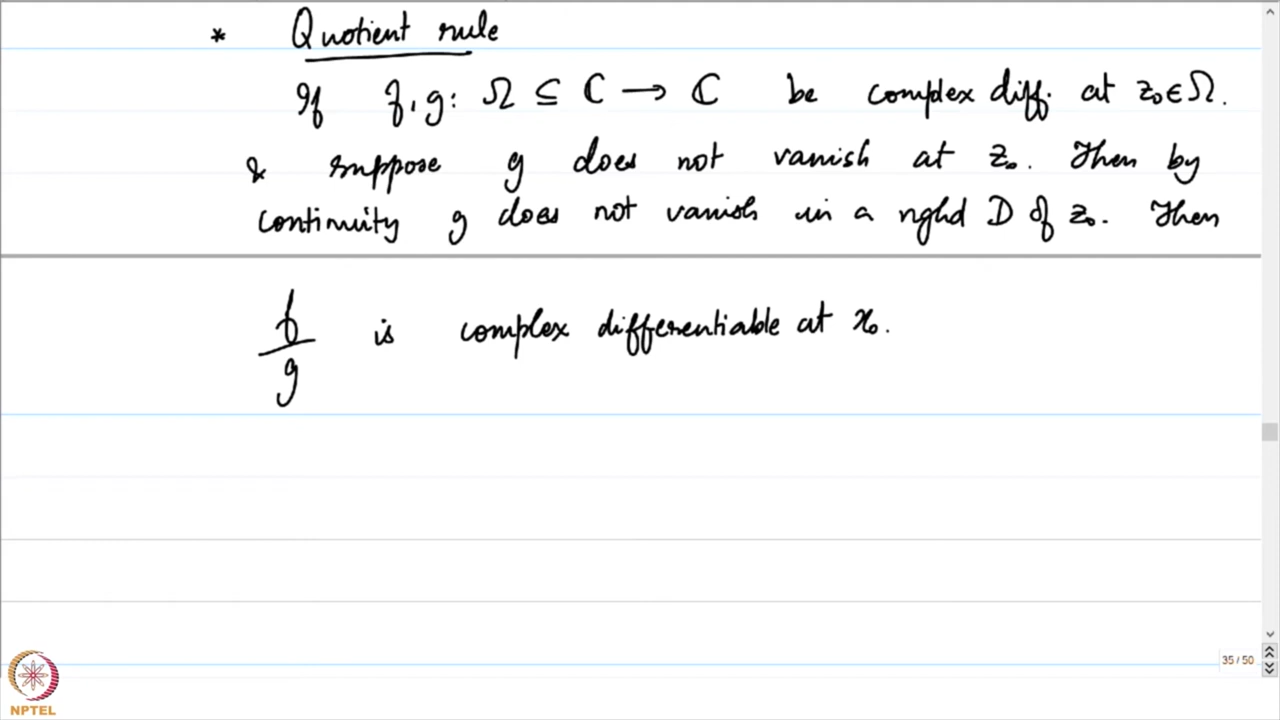 * Quotient rule
If f, g: Ω ⊆ ℂ → ℂ be complex diff. at z₀ ∈ Ω.
& suppose g does not vanish at z₀. Then by
continuity g does not vanish in a nghd D of z₀. Then
f/g is complex differentiable at x₀.
35 / 50
NPTEL